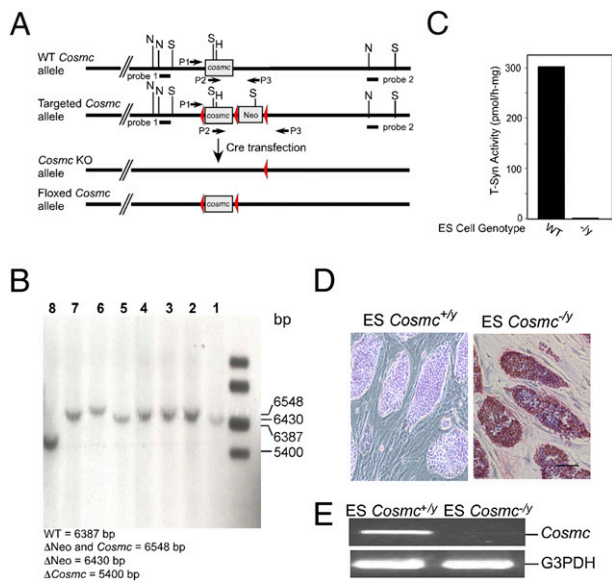 A
N N S
S H
N S
WT Cosmc allele
P1
cosmc
probe 1
P2
P3
probe 2
N N S
S H
S
N S
Targeted Cosmc allele
P1
cosmc
Neo
probe 1
P2
P3
probe 2
Cre transfection
Cosmc KO allele
Floxed Cosmc allele
cosmc
B
8 7 6 5 4 3 2 1
bp
6548
6430
6387
5400
WT = 6387 bp
ΔNeo and Cosmc = 6548 bp
ΔNeo = 6430 bp
ΔCosmc = 5400 bp
C
T-Syn Activity (pmol/h-mg)
300
200
100
0
ES Cell Genotype
WT
-/y
D
ES Cosmc+/y
ES Cosmc-/y
E
ES Cosmc+/y ES Cosmc-/y
Cosmc
G3PDH